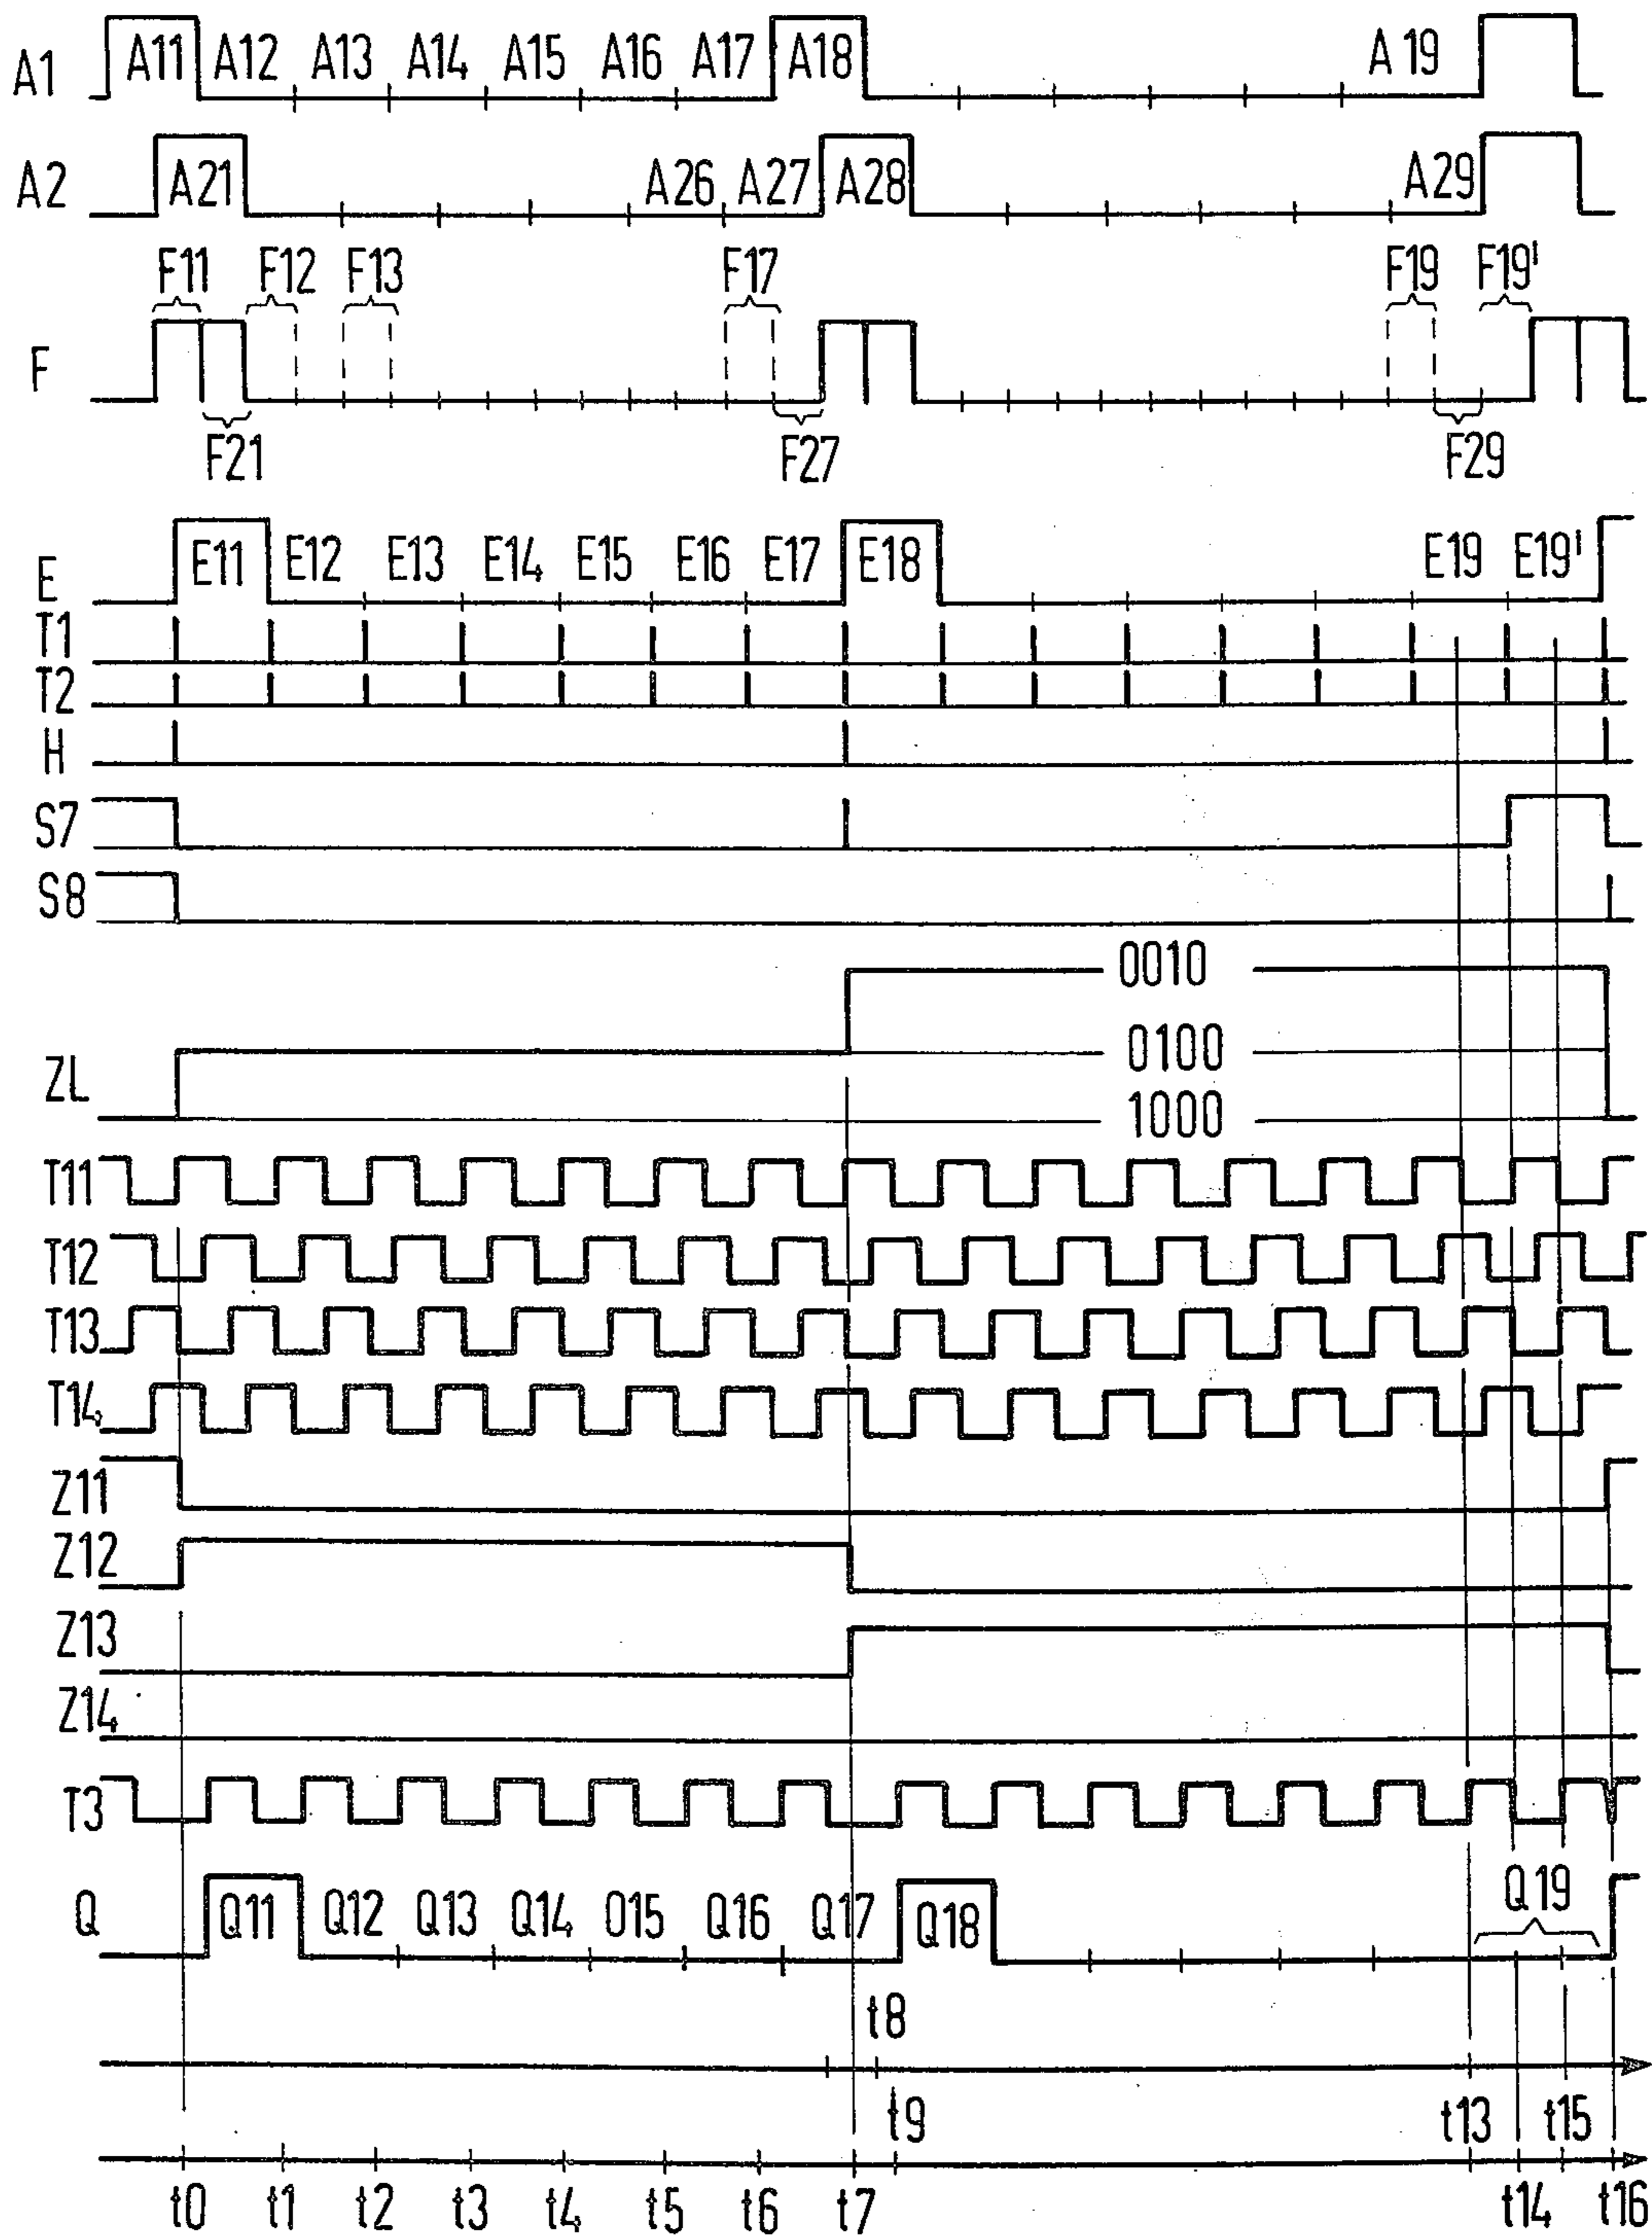 A1 A11 A12 A13 A14 A15 A16 A17 A18 A 19
A2 A21 A26 A27 A28 A29
F11 F12 F13 F17 F19 F19'
F
F21 F27 F29
E E11 E12 E13 E14 E15 E16 E17 E18 E19 E19'
T1
T2
H
S7
S8
0010
0100
ZL
1000
T11
T12
T13
T14
Z11
Z12
Z13
Z14
T3
Q Q11 Q12 Q13 Q14 O15 Q16 Q17 Q18 Q19
t8
t9 t13 t15
t0 t1 t2 t3 t4 t5 t6 t7 t14 t16